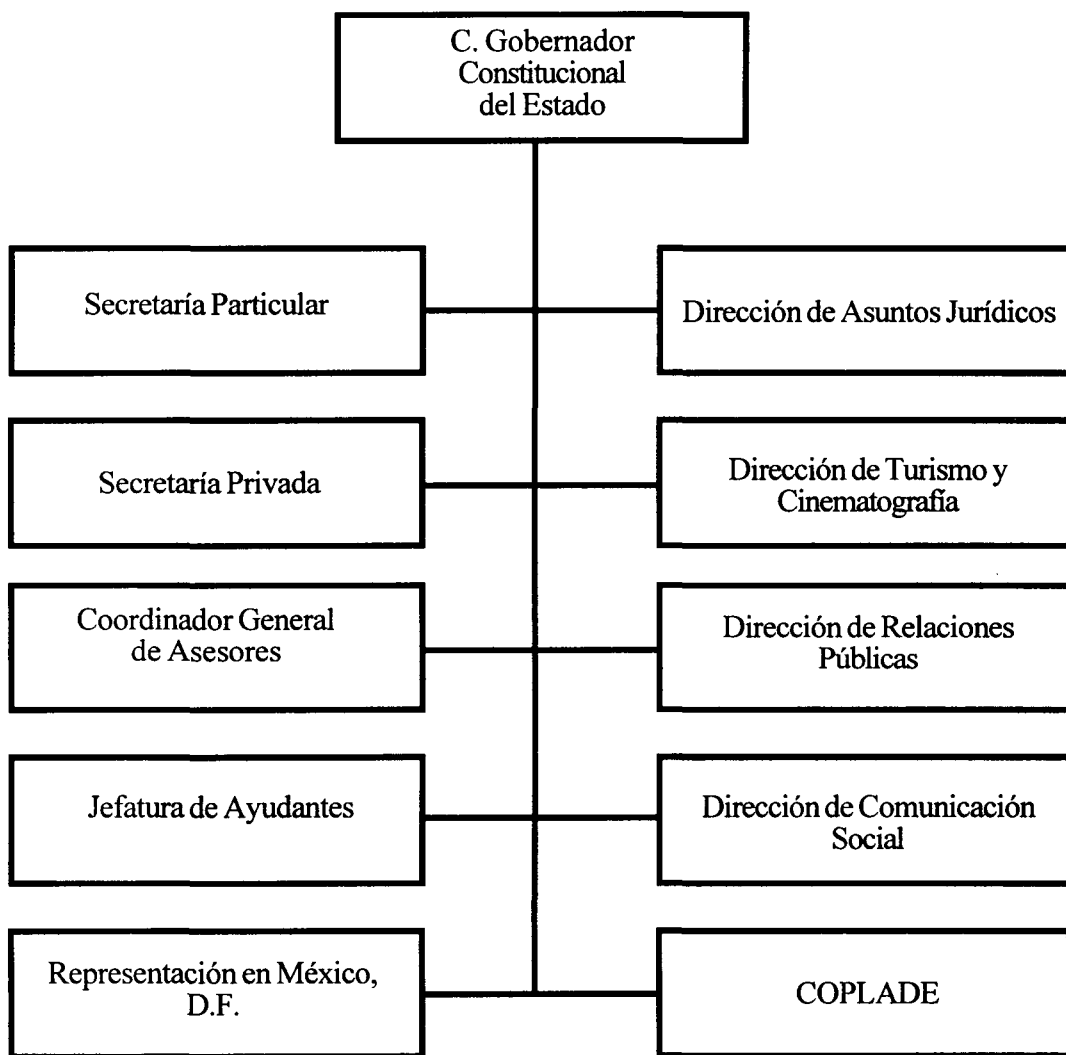 C. Gobernador
Constitucional
del Estado
Secretaría Particular
Dirección de Asuntos Jurídicos
Secretaría Privada
Dirección de Turismo y
Cinematografía
Coordinador General
de Asesores
Dirección de Relaciones
Públicas
Jefatura de Ayudantes
Dirección de Comunicación
Social
Representación en México,
D.F.
COPLADE